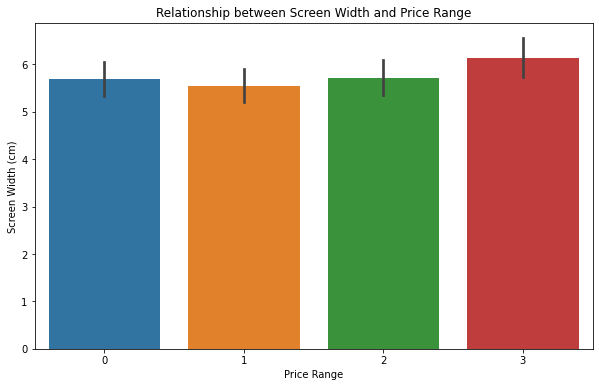 Relationship between Screen Width and Price Range
Screen Width (cm)
6
5
4
3
2
1
0
0 1 2 3
Price Range